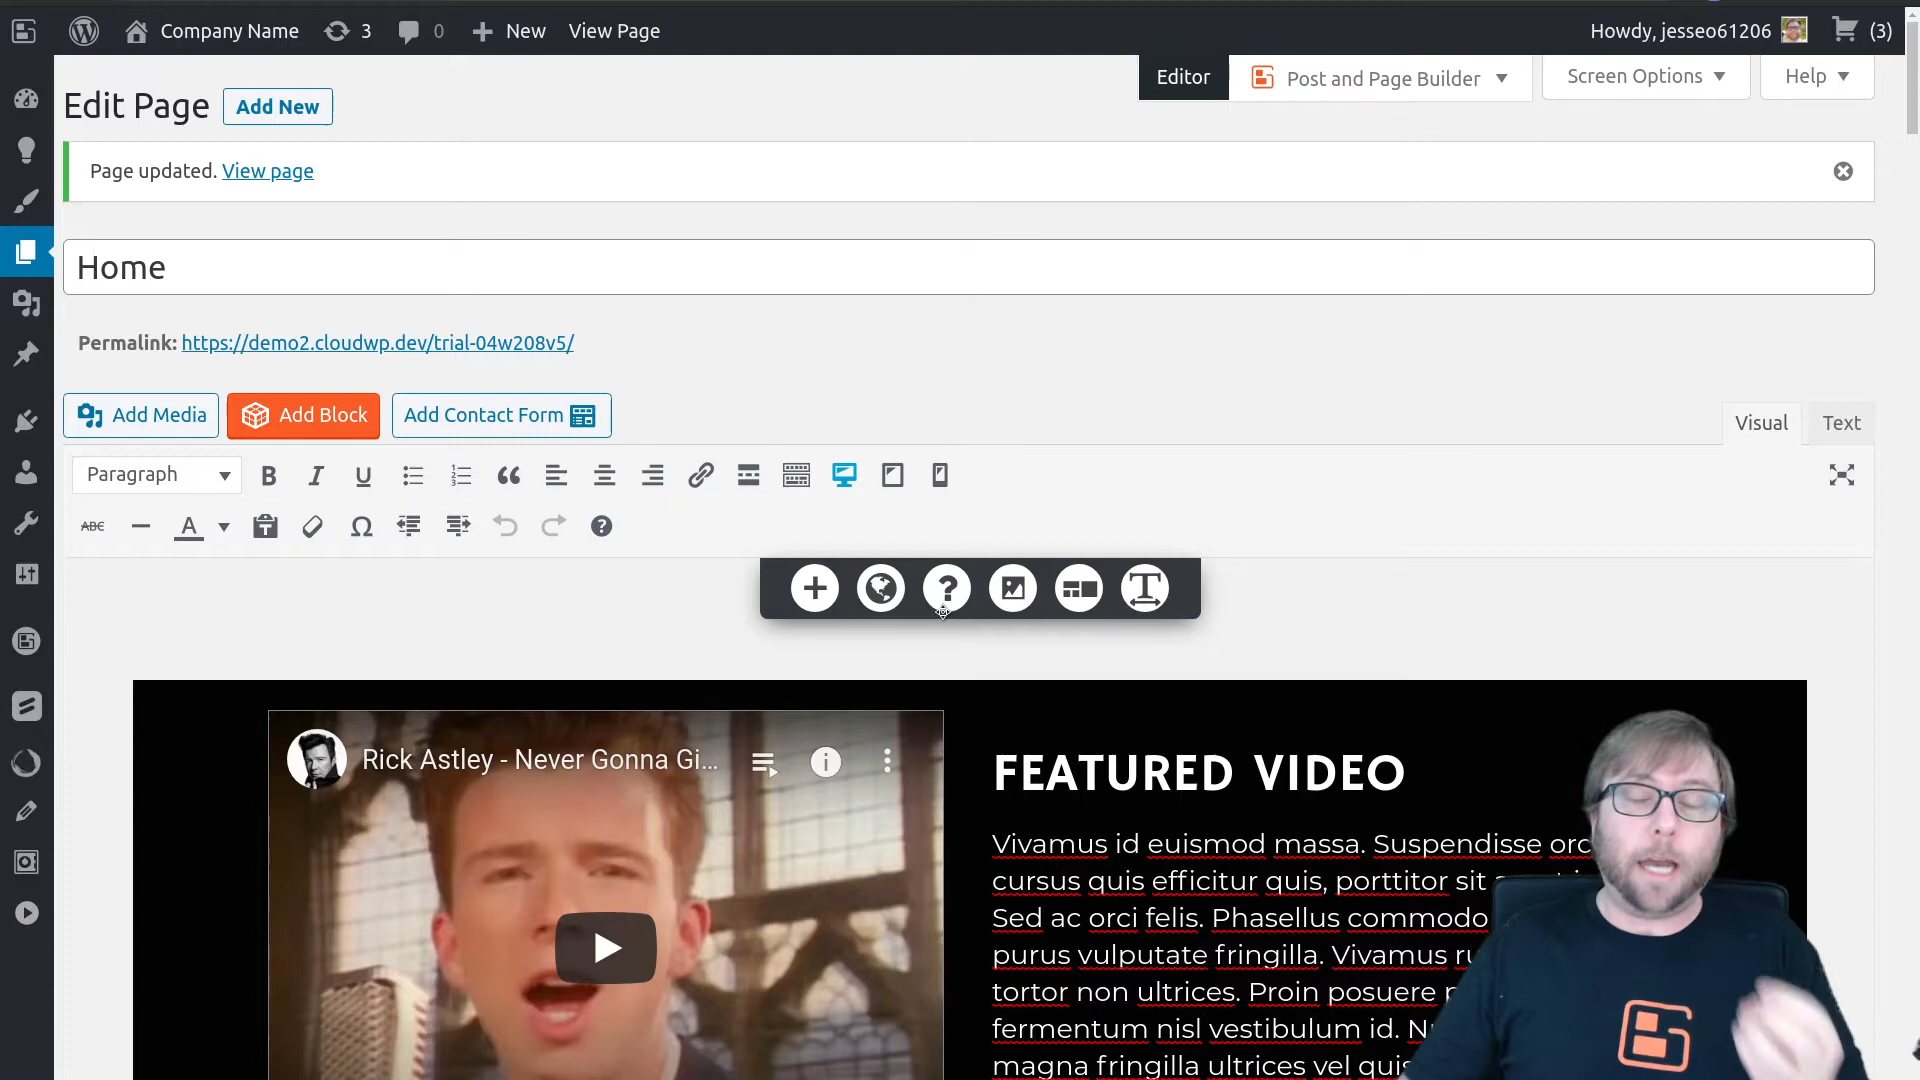 Company Name 3 0 New View Page Howdy, jesseo61206 (3)
Editor Post and Page Builder Screen Options Help
Edit Page Add New
Page updated. View page
Home
Permalink: https://demo2.cloudwp.dev/trial-04w208v5/
Add Media Add Block Add Contact Form Visual Text
Paragraph B I U
ABC A
Rick Astley - Never Gonna Gi...
FEATURED VIDEO
Vivamus id euismod massa. Suspendisse
cursus quis efficitur quis, porttitor sit
Sed ac orci felis. Phasellus commodo
purus vulputate fringilla. Vivamus
tortor non ultrices. Proin posuere
fermentum nisl vestibulum id.
magna fringilla ultrices vel quis